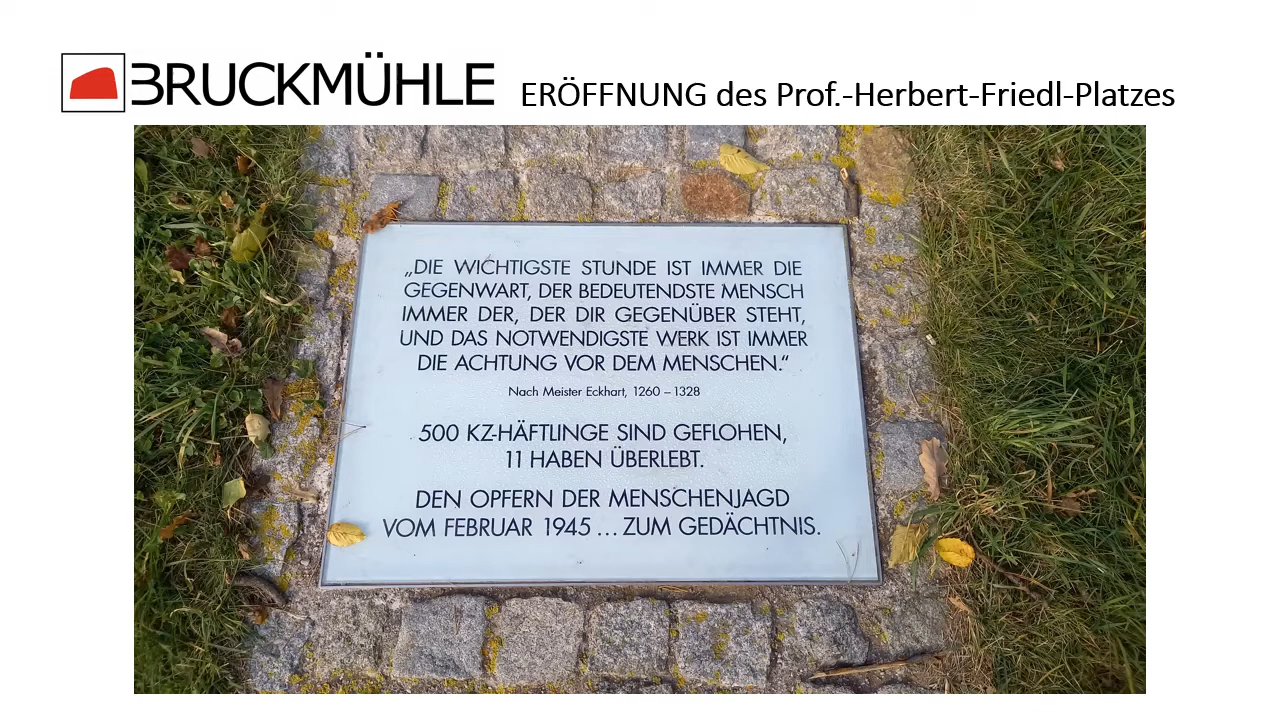 BRUCKMÜHLE
ERÖFFNUNG des Prof.-Herbert-Friedl-Platzes
„DIE WICHTIGSTE STUNDE IST IMMER DIE
GEGENWART, DER BEDEUTENDSTE MENSCH
IMMER DER, DER DIR GEGENÜBER STEHT,
UND DAS NOTWENDIGSTE WERK IST IMMER
DIE ACHTUNG VOR DEM MENSCHEN.“
Nach Meister Eckhart, 1260 – 1328
500 KZ-HÄFTLINGE SIND GEFLOHEN,
11 HABEN ÜBERLEBT.
DEN OPFERN DER MENSCHENJAGD
VOM FEBRUAR 1945 ... ZUM GEDÄCHTNIS.